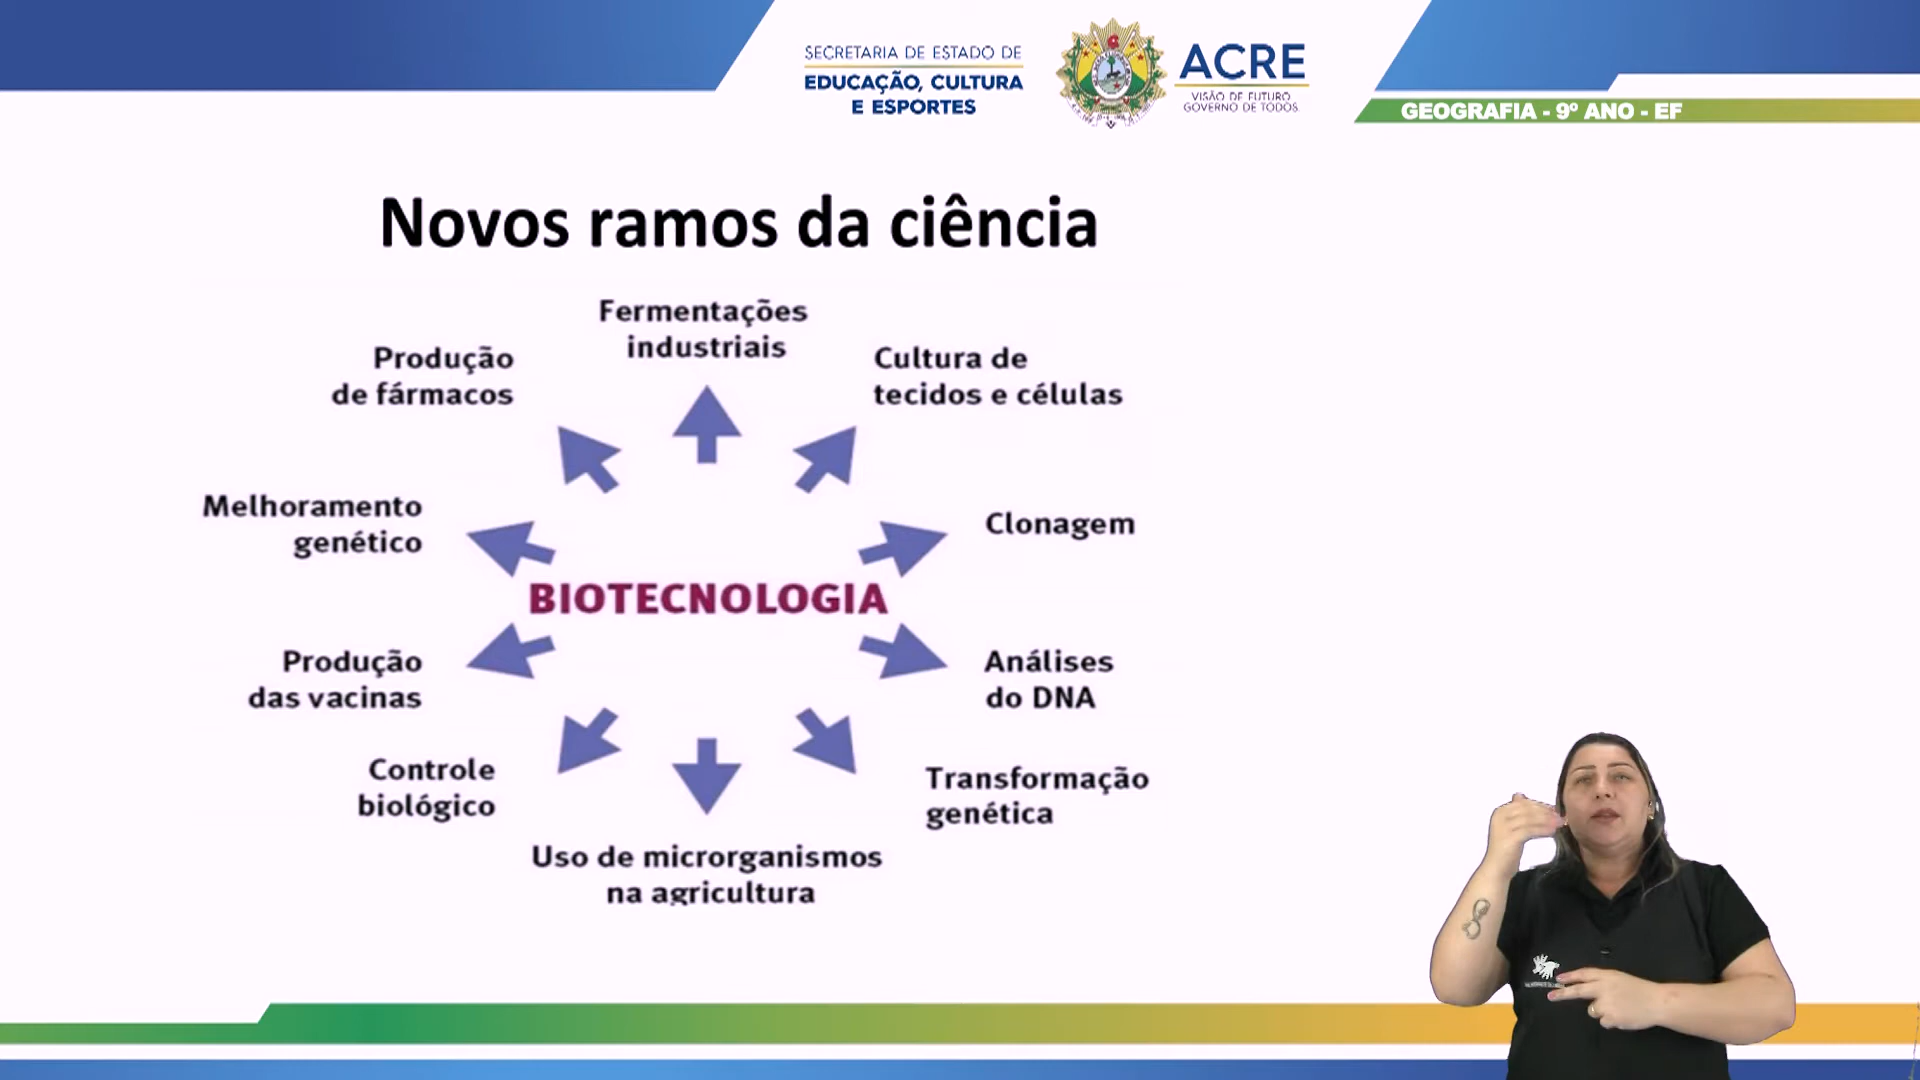 SECRETARIA DE ESTADO DE
EDUCAÇÃO, CULTURA
E ESPORTES
ACRE
VISÃO DE FUTURO
GOVERNO DE TODOS
GEOGRAFIA - 9º ANO - EF
Novos ramos da ciência
Fermentações
industriais
Produção
de fármacos
Cultura de
tecidos e células
Melhoramento
genético
Clonagem
BIOTECNOLOGIA
Produção
das vacinas
Análises
do DNA
Controle
biológico
Transformação
genética
Uso de microrganismos
na agricultura